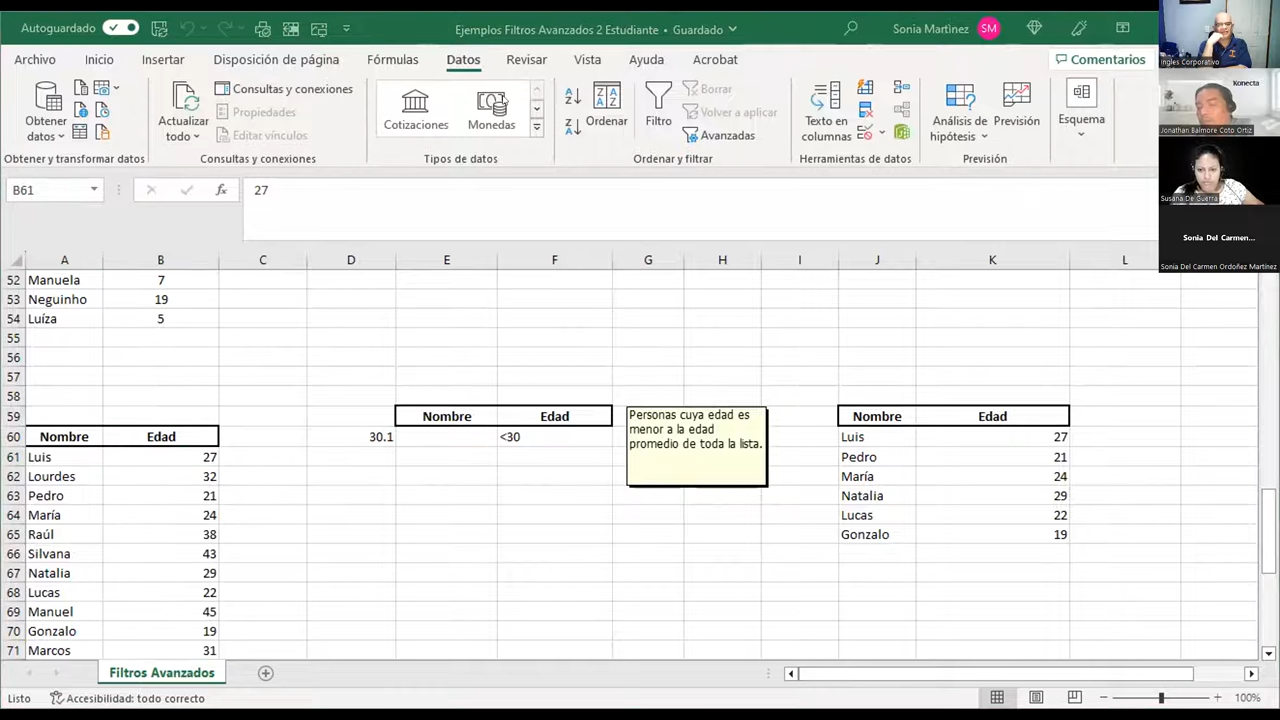 Autoguardado
Ejemplos Filtros Avanzados 2 Estudiante • Guardado
Sonia Martìnez
SM
Archivo Inicio Insertar Disposición de página Fórmulas Datos Revisar Vista Ayuda Acrobat
Comentarios
Obtener datos
Actualizar todo
Consultas y conexiones
Propiedades
Editar vínculos
Cotizaciones
Monedas
Ordenar
Filtro
Borrar
Volver a aplicar
Avanzadas
Texto en columnas
Análisis de hipótesis
Previsión
Esquema
Obtener y transformar datos
Consultas y conexiones
Tipos de datos
Ordenar y filtrar
Herramientas de datos
Previsión
B61
fx
27
A B C D E F G H I J K L
52 Manuela 7
53 Neguinho 19
54 Luíza 5
55
56
57
58
59 Nombre Edad Nombre Edad
60 Nombre Edad 30.1 <30 Luis 27
61 Luis 27 Pedro 21
62 Lourdes 32 María 24
63 Pedro 21 Natalia 29
64 María 24 Lucas 22
65 Raúl 38 Gonzalo 19
66 Silvana 43
67 Natalia 29
68 Lucas 22
69 Manuel 45
70 Gonzalo 19
71 Marcos 31
Personas cuya edad es
menor a la edad
promedio de toda la lista.
Filtros Avanzados
Listo
Accesibilidad: todo correcto
100%
Ingles Corporativo
Konecta
Jonathan Balmore Coto Ortiz
Susana De Guerra
Sonia Del Carmen...
Sonia Del Carmen Ordoñez Martínez